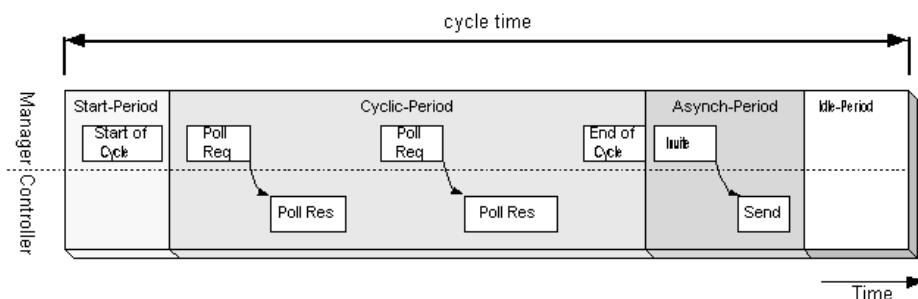 cycle time
Manager
Controller
Start-Period
Cyclic-Period
Asynch-Period
Idle-Period
Start of
Cycle
Poll
Req
Poll
Req
End of
Cycle
Invite
Poll Res
Poll Res
Send
Time